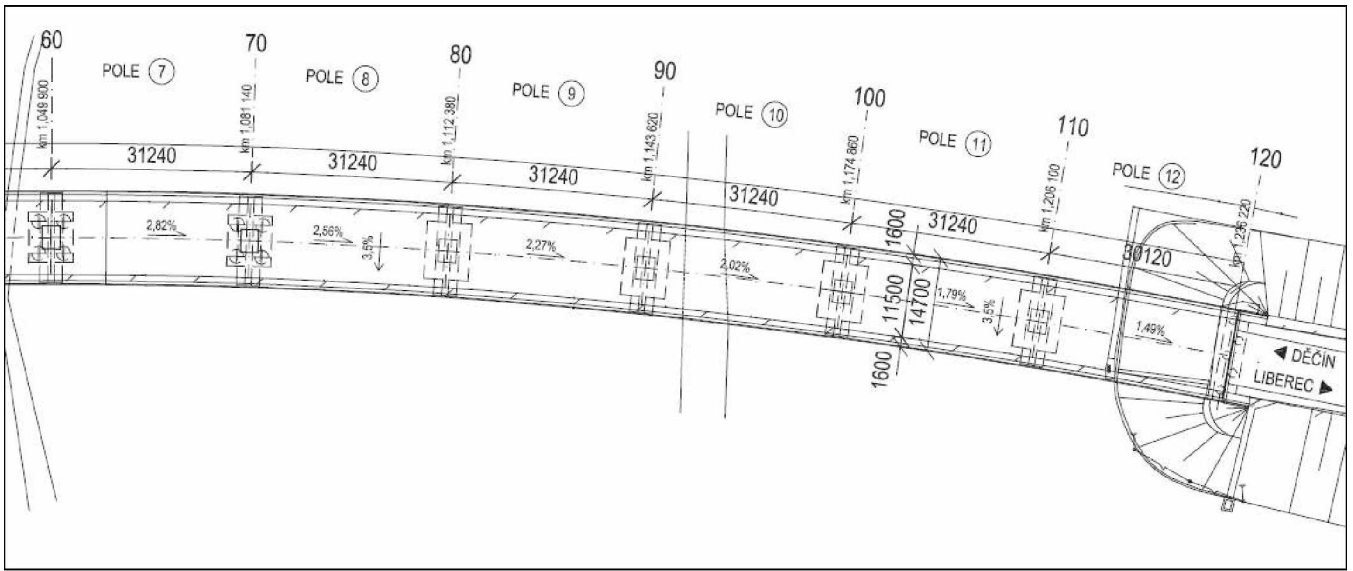 60
70
80
90
100
110
120
POLE 7
POLE 8
POLE 9
POLE 10
POLE 11
POLE 12
km 1,049 900
km 1,081 140
km 1,112 380
km 1,143 620
km 1,174 860
km 1,206 100
km 1,236 220
31240
31240
31240
31240
31240
30120
2,82%
2,56%
3,5%
2,27%
2,02%
1600
11500
14700
1600
1,79%
3,5%
1,49%
◄ DĚČÍN
LIBEREC ►